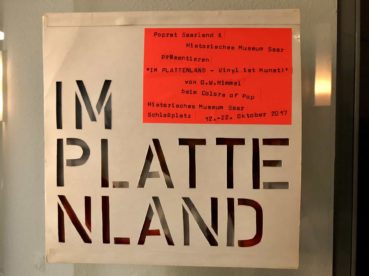 Poprat Saarland &
Historisches Museum Saar
präsentieren
"IM PLATTENLAND - Vinyl ist Kunst!"
von G.W.Himmel
beim Colors of Pop
Historisches Museum Saar
Schloßplatz 12.-22. Oktober 2017
IM
PLATTE
NLAND